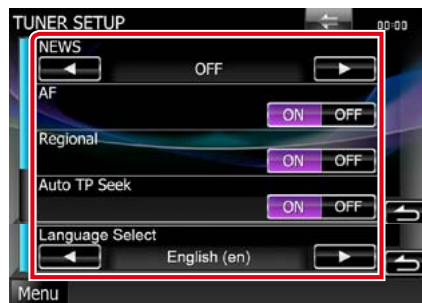 TUNER SETUP 00:00
NEWS
OFF
AF
ON OFF
Regional
ON OFF
Auto TP Seek
ON OFF
Language Select
English (en)
Menu